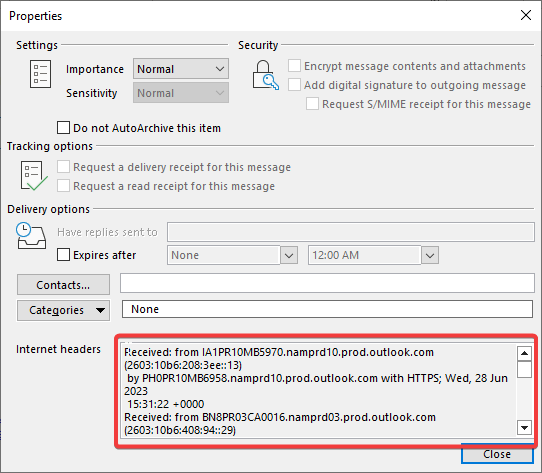 Properties
Settings
Security
Importance Normal
Encrypt message contents and attachments
Sensitivity Normal
Add digital signature to outgoing message
Request S/MIME receipt for this message
Do not AutoArchive this item
Tracking options
Request a delivery receipt for this message
Request a read receipt for this message
Delivery options
Have replies sent to
Expires after None 12:00 AM
Contacts...
Categories None
Internet headers
Received: from IA1PR10MB5970.namprd10.prod.outlook.com
(2603:10b6:208:3ee::13)
by PH0PR10MB6958.namprd10.prod.outlook.com with HTTPS; Wed, 28 Jun
2023
15:31:22 +0000
Received: from BN8PR03CA0016.namprd03.prod.outlook.com
(2603:10b6:408:94::29)
Close